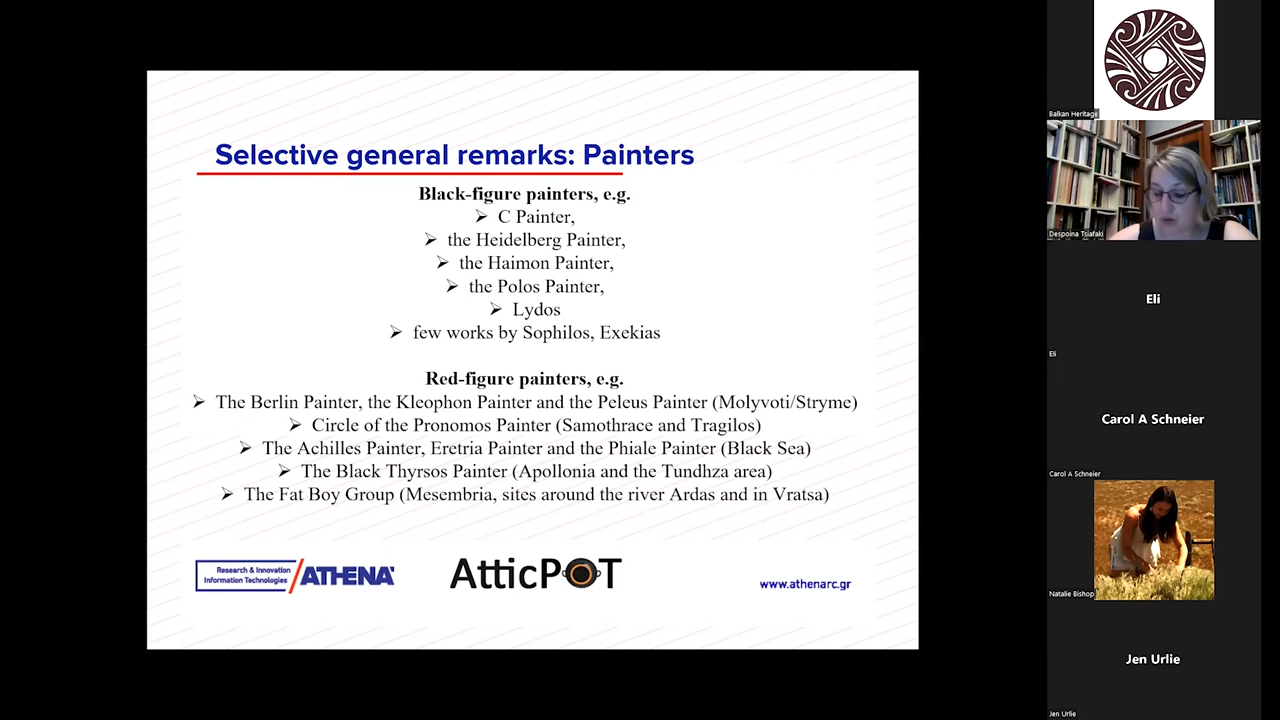 Selective general remarks: Painters
Black-figure painters, e.g.
➢ C Painter,
➢ the Heidelberg Painter,
➢ the Haimon Painter,
➢ the Polos Painter,
➢ Lydos
➢ few works by Sophilos, Exekias
Red-figure painters, e.g.
➢ The Berlin Painter, the Kleophon Painter and the Peleus Painter (Molyvoti/Stryme)
➢ Circle of the Pronomos Painter (Samothrace and Tragilos)
➢ The Achilles Painter, Eretria Painter and the Phiale Painter (Black Sea)
➢ The Black Thyrsos Painter (Apollonia and the Tundhza area)
➢ The Fat Boy Group (Mesembria, sites around the river Ardas and in Vratsa)
Research & Innovation
Information Technologies
ATHENA
AtticPOT
www.athenarc.gr
Balkan Heritage
Despoina Tsiafaki
Eli
Eli
Carol A Schneier
Carol A Schneier
Natalie Bishop
Jen Urlie
Jen Urlie